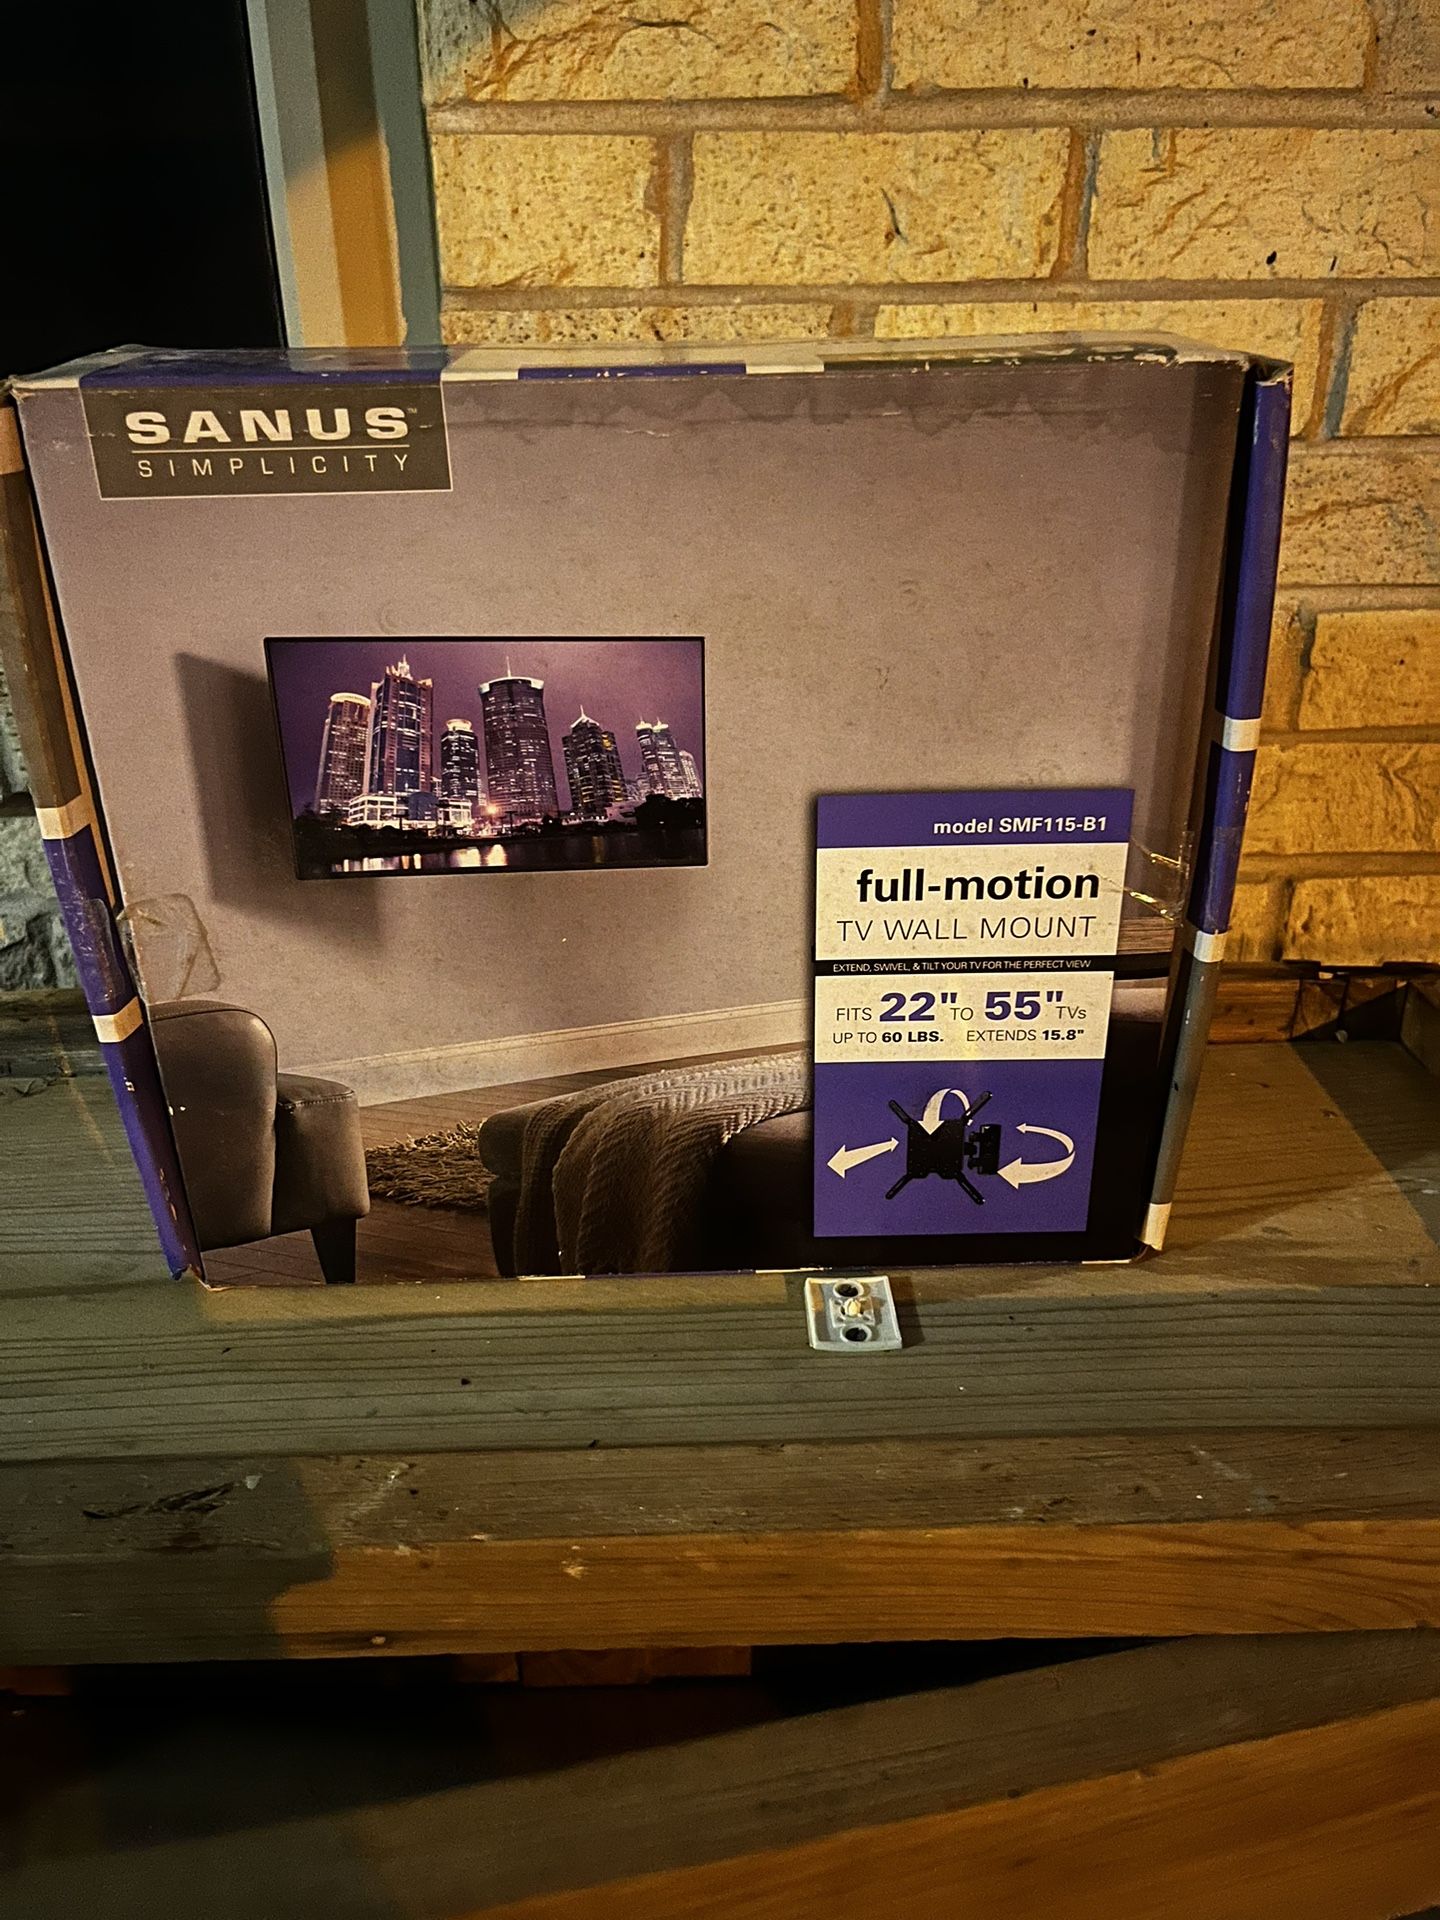 SANUS™
SIMPLICITY
model SMF115-B1
full-motion
TV WALL MOUNT
EXTEND, SWIVEL, & TILT YOUR TV FOR THE PERFECT VIEW
FITS 22" TO 55" TVs
UP TO 60 LBS. EXTENDS 15.8"